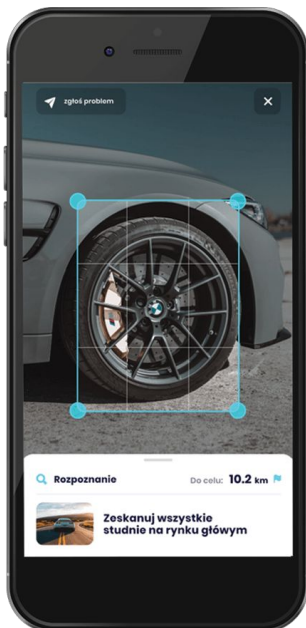 zgłoś problem
Rozpoznanie
Do celu: 10.2 km
Zeskanuj wszystkie
studnie na rynku głównym